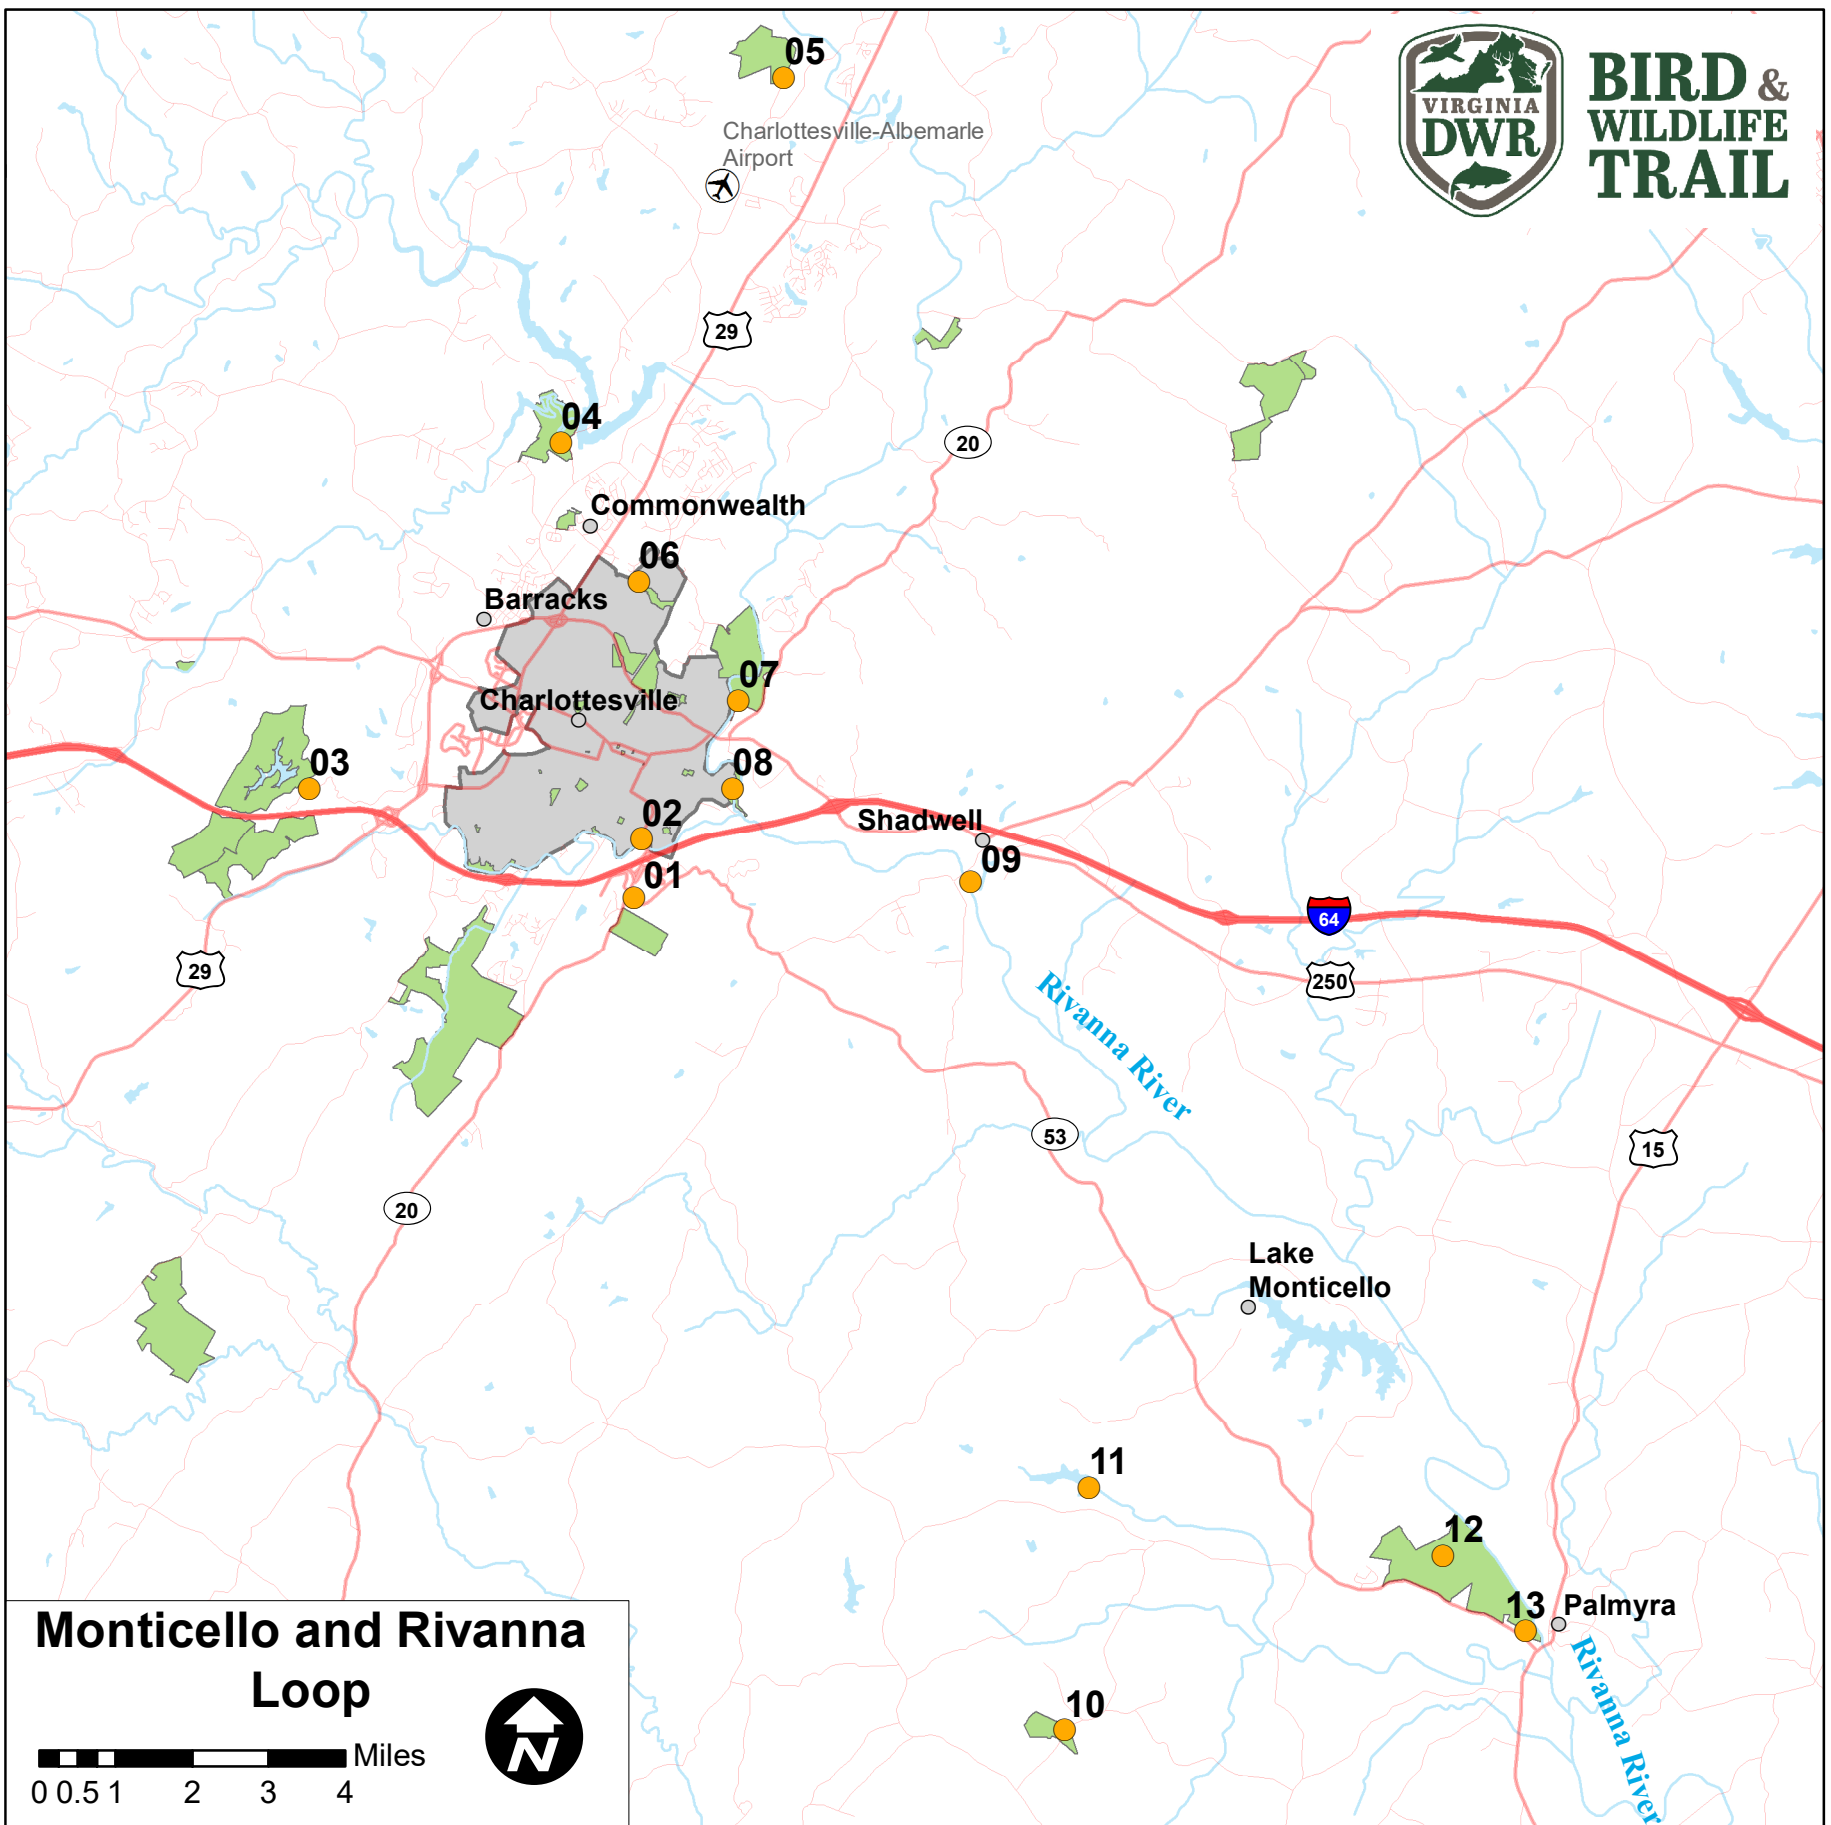 05
Charlottesville-Albemarle
Airport
VIRGINIA
DWR
BIRD &
WILDLIFE
TRAIL
29
04
20
Commonwealth
06
Barracks
07
Charlottesville
03
08
02
Shadwell
09
01
64
29
250
Rivanna River
53
15
20
Lake
Monticello
11
12
13
Palmyra
Rivanna River
10
Monticello and Rivanna
Loop
N
Miles
0 0.5 1 2 3 4